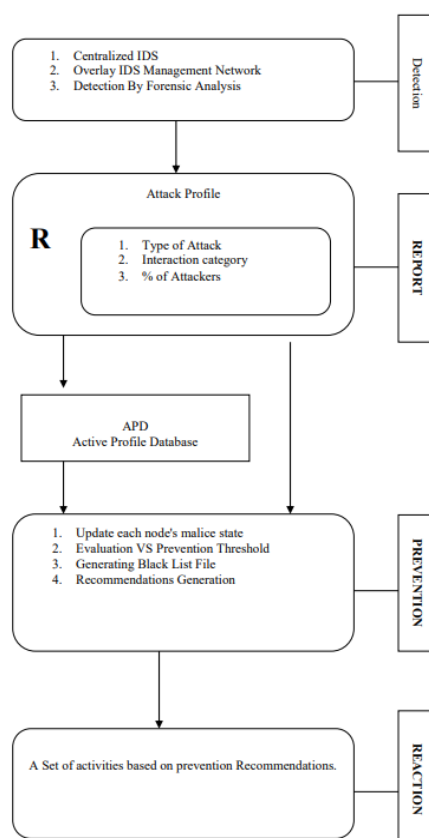 1. Centralized IDS
2. Overlay IDS Management Network
3. Detection By Forensic Analysis
Detection
Attack Profile
R
1. Type of Attack
2. Interaction category
3. % of Attackers
REPORT
APD
Active Profile Database
1. Update each node's malice state
2. Evaluation VS Prevention Threshold
3. Generating Black List File
4. Recommendations Generation
PREVENTION
A Set of activities based on prevention Recommendations.
REACTION